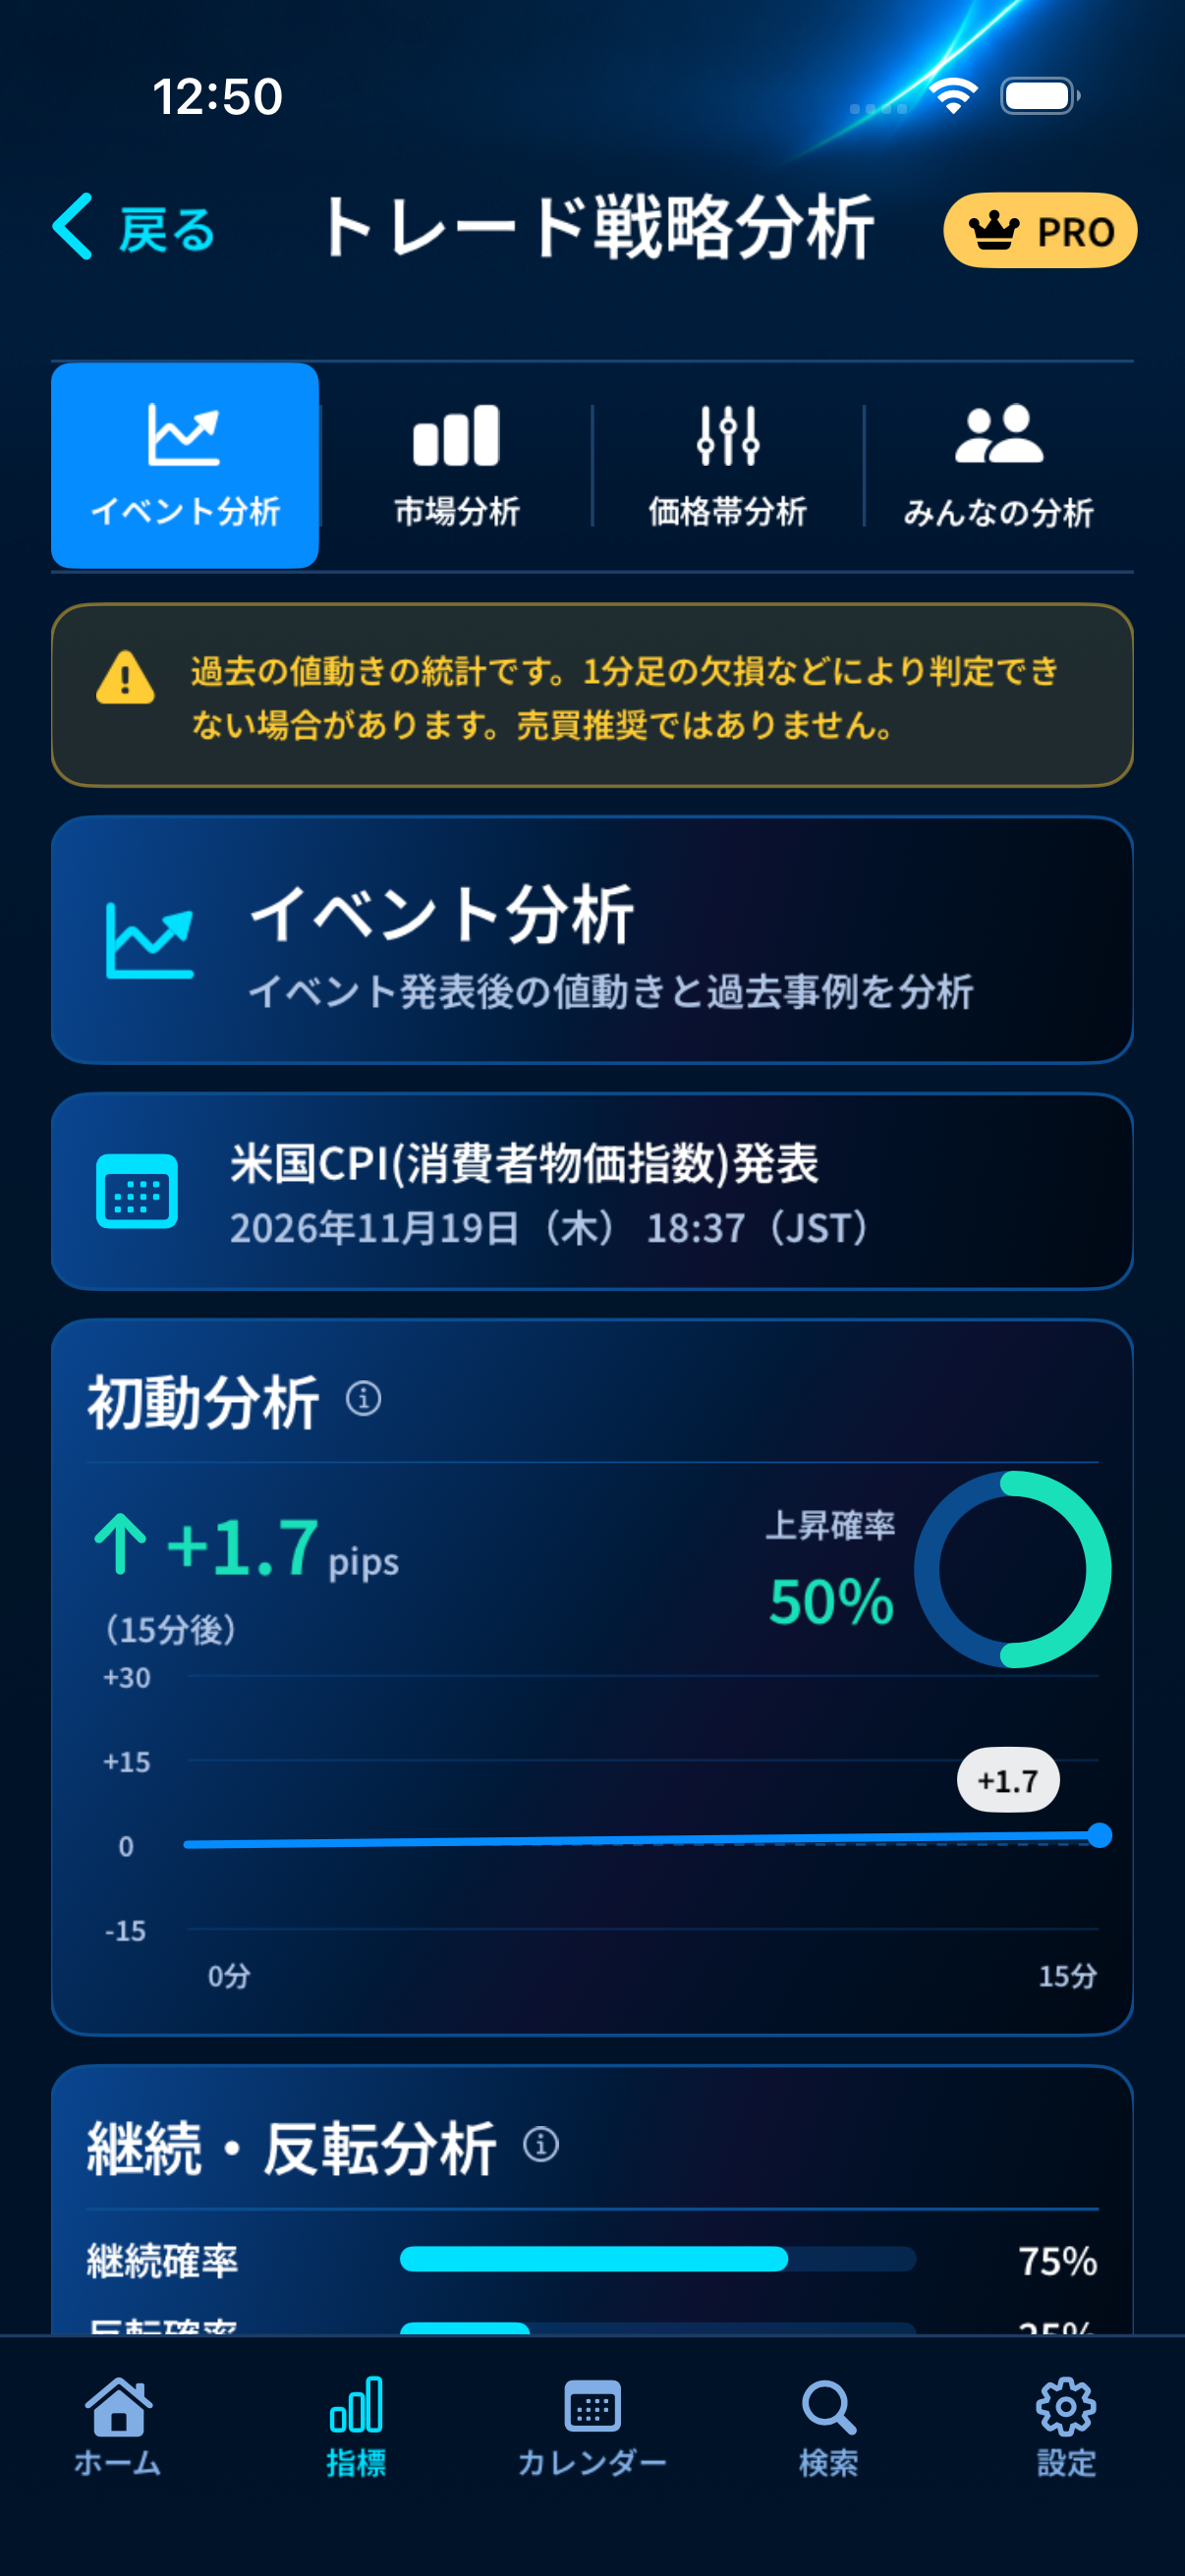 12:50
戻る
トレード戦略分析
PRO
イベント分析
市場分析
価格帯分析
みんなの分析
過去の値動きの統計です。1分足の欠損などにより判定でき
ない場合があります。売買推奨ではありません。
イベント分析
イベント発表後の値動きと過去事例を分析
米国CPI(消費者物価指数)発表
2026年11月19日（木） 18:37（JST）
初動分析
+1.7 pips
（15分後）
上昇確率
50%
+30
+15
+1.7
0
-15
0分
15分
継続・反転分析
継続確率
75%
反転確率
25%
ホーム
指標
カレンダー
検索
設定